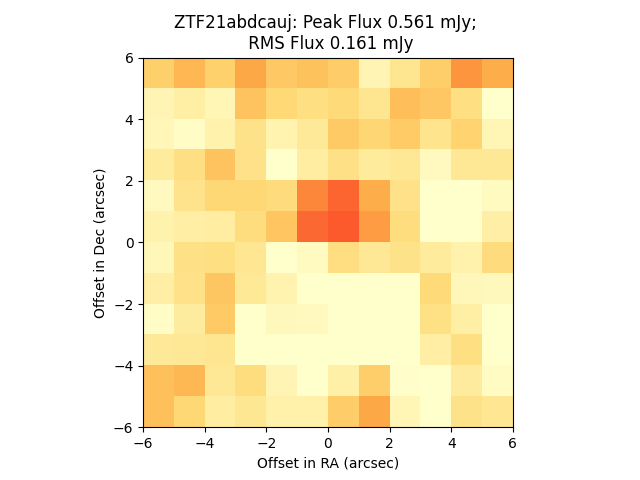 ZTF21abdcauj: Peak Flux 0.561 mJy;
RMS Flux 0.161 mJy
6
4
2
0
−2
−4
−6
Offset in Dec (arcsec)
−6 −4 −2 0 2 4 6
Offset in RA (arcsec)